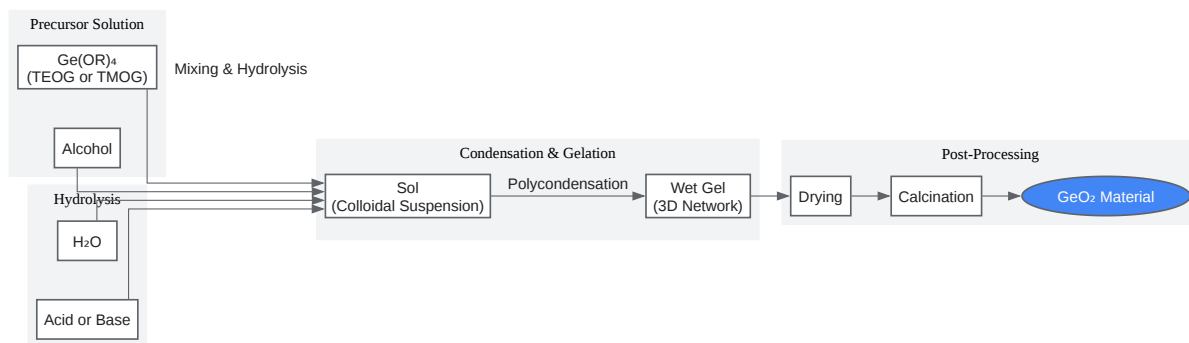 Precursor Solution
Ge(OR)₄
(TEOG or TMOG)
Mixing & Hydrolysis
Alcohol
Hydrolysis
H₂O
Acid or Base
Condensation & Gelation
Sol
(Colloidal Suspension)
Polycondensation
Wet Gel
(3D Network)
Post-Processing
Drying
Calcination
GeO₂ Material